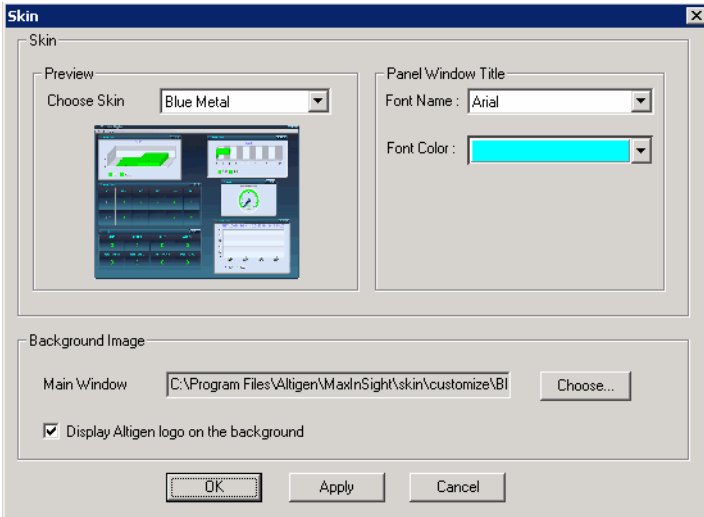 Skin
Skin
Preview
Choose Skin
Blue Metal
Panel Window Title
Font Name :
Arial
Font Color :
Background Image
Main Window
C:\Program Files\Altigen\MaxInSight\skin\customize\Bl
Choose...
Display Altigen logo on the background
OK
Apply
Cancel